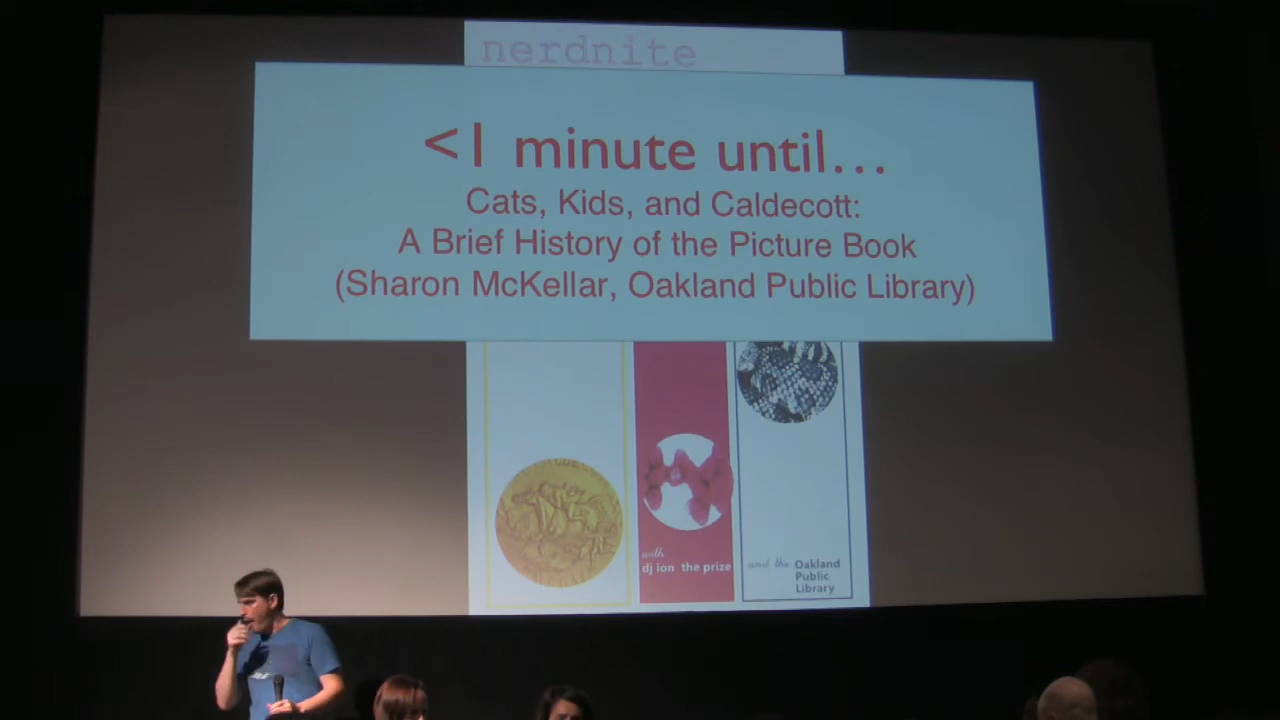 nerdnite
<1 minute until...
Cats, Kids, and Caldecott:
A Brief History of the Picture Book
(Sharon McKellar, Oakland Public Library)
with
dj ion the prize
and the Oakland
Public
Library